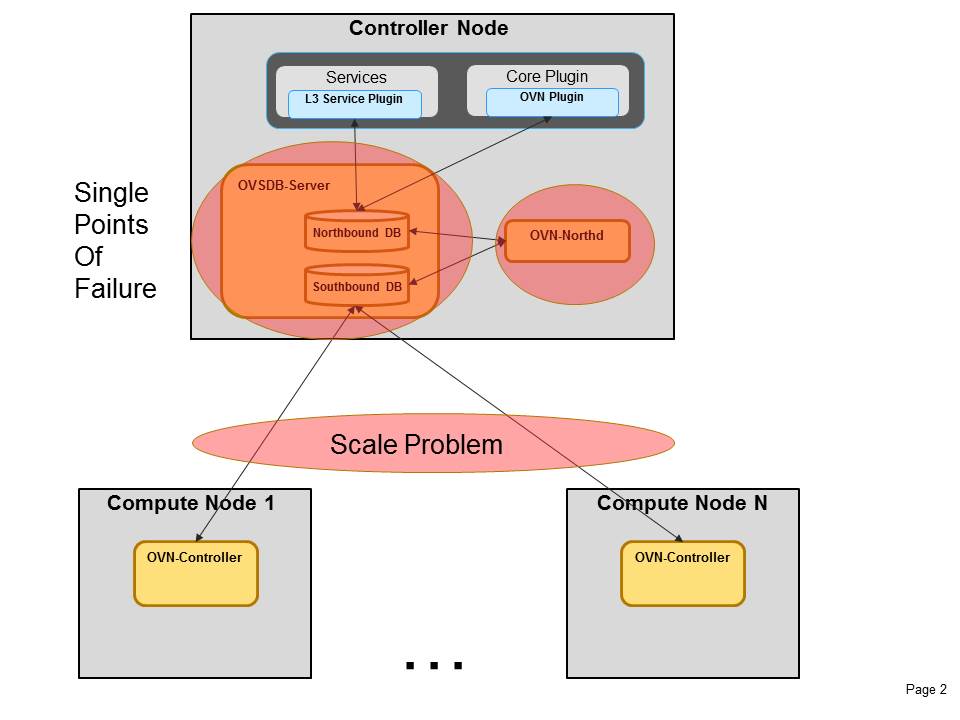 Controller Node
Services
Core Plugin
L3 Service Plugin
OVN Plugin
Single
Points
Of
Failure
OVSDB-Server
Northbound DB
Southbound DB
OVN-Northd
Scale Problem
Compute Node 1
Compute Node N
OVN-Controller
OVN-Controller
...
Page 2